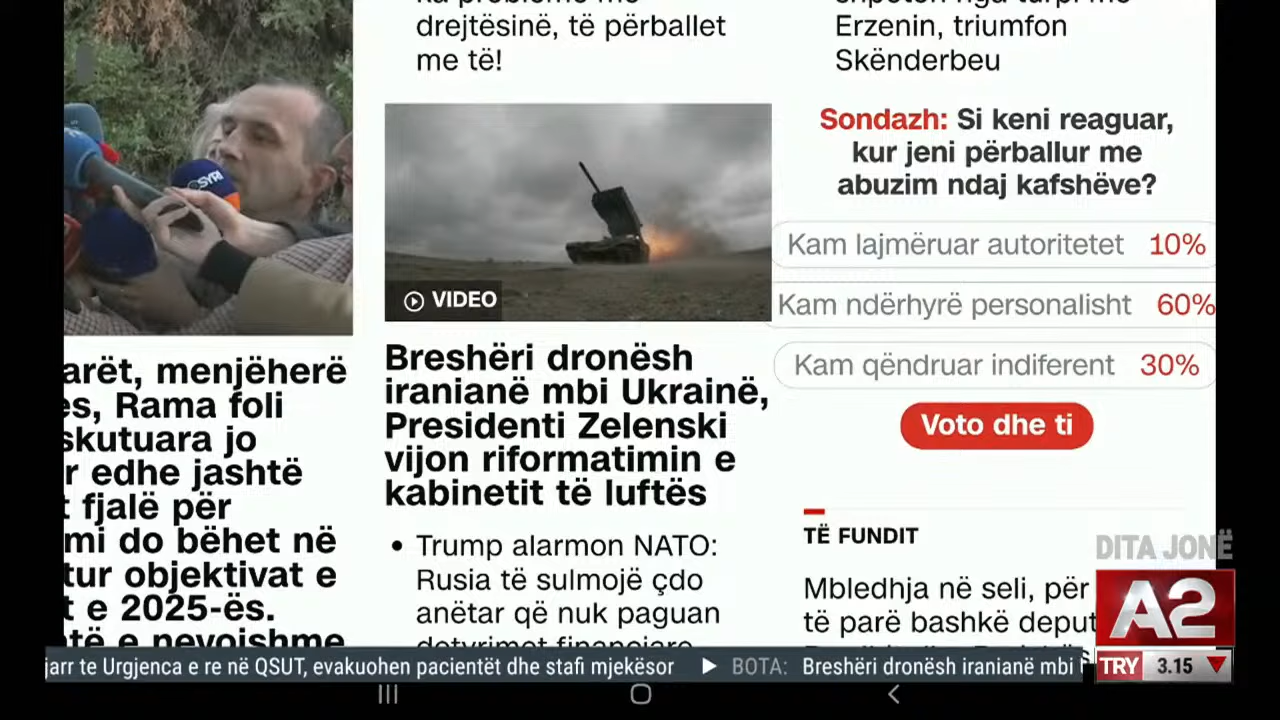 drejtësinë, të përballet
me të!
SYRI
arët, menjëherë
es, Rama foli
skutuara jo
r edhe jashtë
t fjalë për
mi do bëhet në
tur objektivat e
t e 2025-ës.
VIDEO
Breshëri dronësh
iranianë mbi Ukrainë,
Presidenti Zelenski
vijon riformatimin e
kabinetit të luftës
• Trump alarmon NATO:
Rusia të sulmojë çdo
anëtar që nuk paguan
detyrimet financiare
Erzenin, triumfon
Skënderbeu
Sondazh: Si keni reaguar,
kur jeni përballur me
abuzim ndaj kafshëve?
Kam lajmëruar autoritetet 10%
Kam ndërhyrë personalisht 60%
Kam qëndruar indiferent 30%
Voto dhe ti
TË FUNDIT
Mbledhja në seli, për
të parë bashkë deput
DITA JONË
A2
TRY 3.15
jarr te Urgjenca e re në QSUT, evakuohen pacientët dhe stafi mjekësor BOTA: Breshëri dronësh iranianë mbi